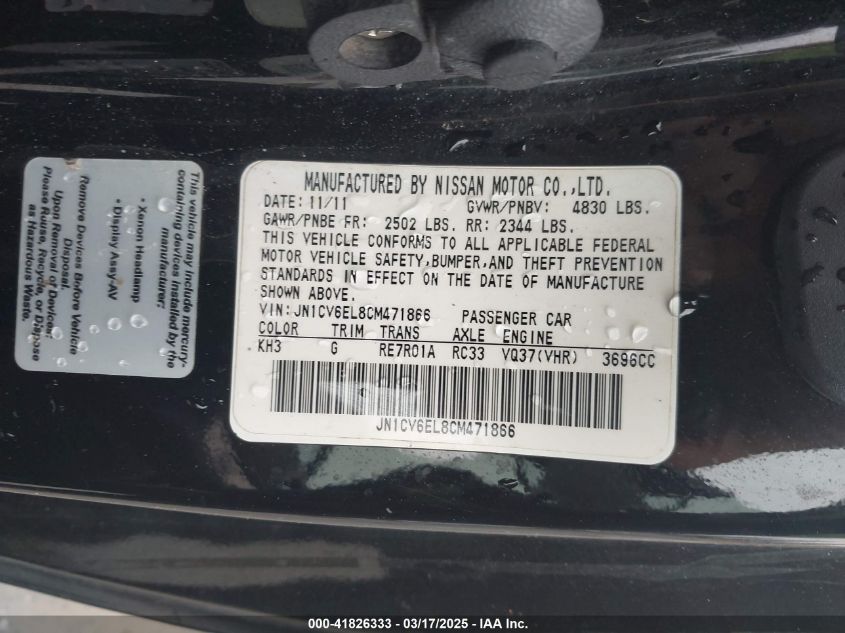 MANUFACTURED BY NISSAN MOTOR CO.,LTD.
DATE: 11/11 GVWR/PNBV: 4830 LBS.
GAWR/PNBE FR: 2502 LBS. RR: 2344 LBS.
THIS VEHICLE CONFORMS TO ALL APPLICABLE FEDERAL
MOTOR VEHICLE SAFETY,BUMPER,AND THEFT PREVENTION
STANDARDS IN EFFECT ON THE DATE OF MANUFACTURE
SHOWN ABOVE.
VIN:JN1CV6EL8CM471866 PASSENGER CAR
COLOR TRIM TRANS AXLE ENGINE
KH3 G RE7R01A RC33 VQ37(VHR) 3696CC
JN1CV6EL8CM471866
This vehicle may include mercury-
containing devices installed by the
manufacturer:
• Xenon Headlamp
• Display Assy-AV
Remove Devices Before Vehicle
Disposal.
Upon Removal of Devices:
Please Reuse, Recycle, or Dispose
as Hazardous Waste.
000-41826333 - 03/17/2025 - IAA, Inc.